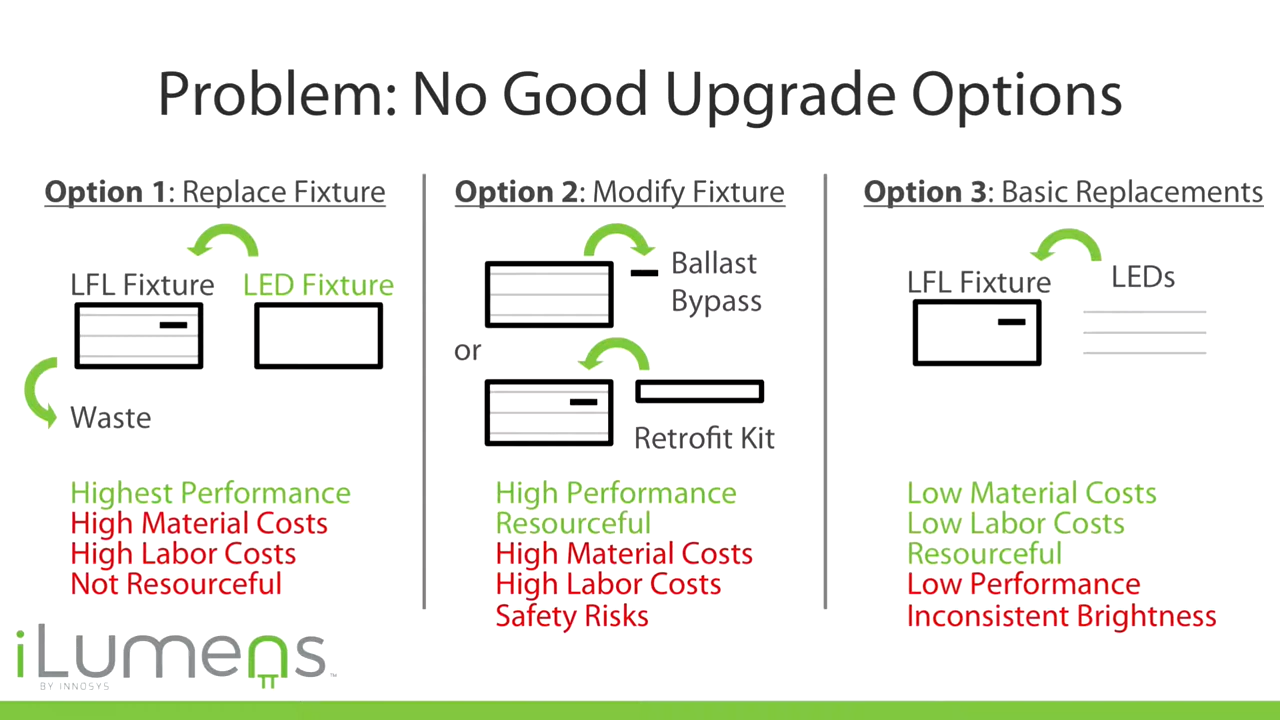 Problem: No Good Upgrade Options
Option 1: Replace Fixture
LFL Fixture
LED Fixture
Waste
Highest Performance
High Material Costs
High Labor Costs
Not Resourceful
Option 2: Modify Fixture
Ballast
Bypass
or
Retrofit Kit
High Performance
Resourceful
High Material Costs
High Labor Costs
Safety Risks
Option 3: Basic Replacements
LFL Fixture
LEDs
Low Material Costs
Low Labor Costs
Resourceful
Low Performance
Inconsistent Brightness
iLumens™
BY INNOSYS